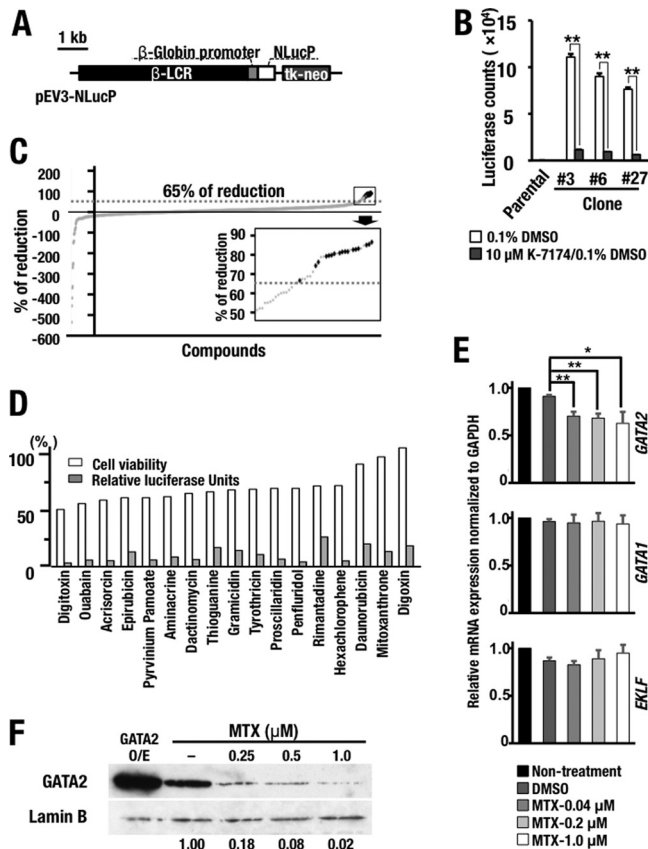 A
1 kb
β-Globin promoter NLucP
β-LCR tk-neo
pEV3-NLucP
B
Luciferase counts ( ×10⁴)
15
10
5
0
** ** **
Parental #3 #6 #27
Clone
0.1% DMSO
10 μM K-7174/0.1% DMSO
C
% of reduction
200
100
0
-100
-200
-300
-400
-500
-600
65% of reduction
% of reduction
90
80
70
60
50
Compounds
D
(%)
100
50
0
Cell viability
Relative luciferase Units
Digitoxin
Ouabain
Acrisorcin
Epirubicin
Pyrvinium Pamoate
Aminacrine
Dactinomycin
Thioguanine
Gramicidin
Tyrothricin
Proscillaridin
Penfluridol
Rimantadine
Hexachlorophene
Daunorubicin
Mitoxanthrone
Digoxin
E
Relative mRNA expression normalized to GAPDH
*
**
**
1.0
0.5
GATA2
1.0
0.5
GATA1
1.0
0.5
EKLF
Non-treatment
DMSO
MTX-0.04 μM
MTX-0.2 μM
MTX-1.0 μM
F
GATA2 MTX (μM)
O/E – 0.25 0.5 1.0
GATA2
Lamin B
1.00 0.18 0.08 0.02